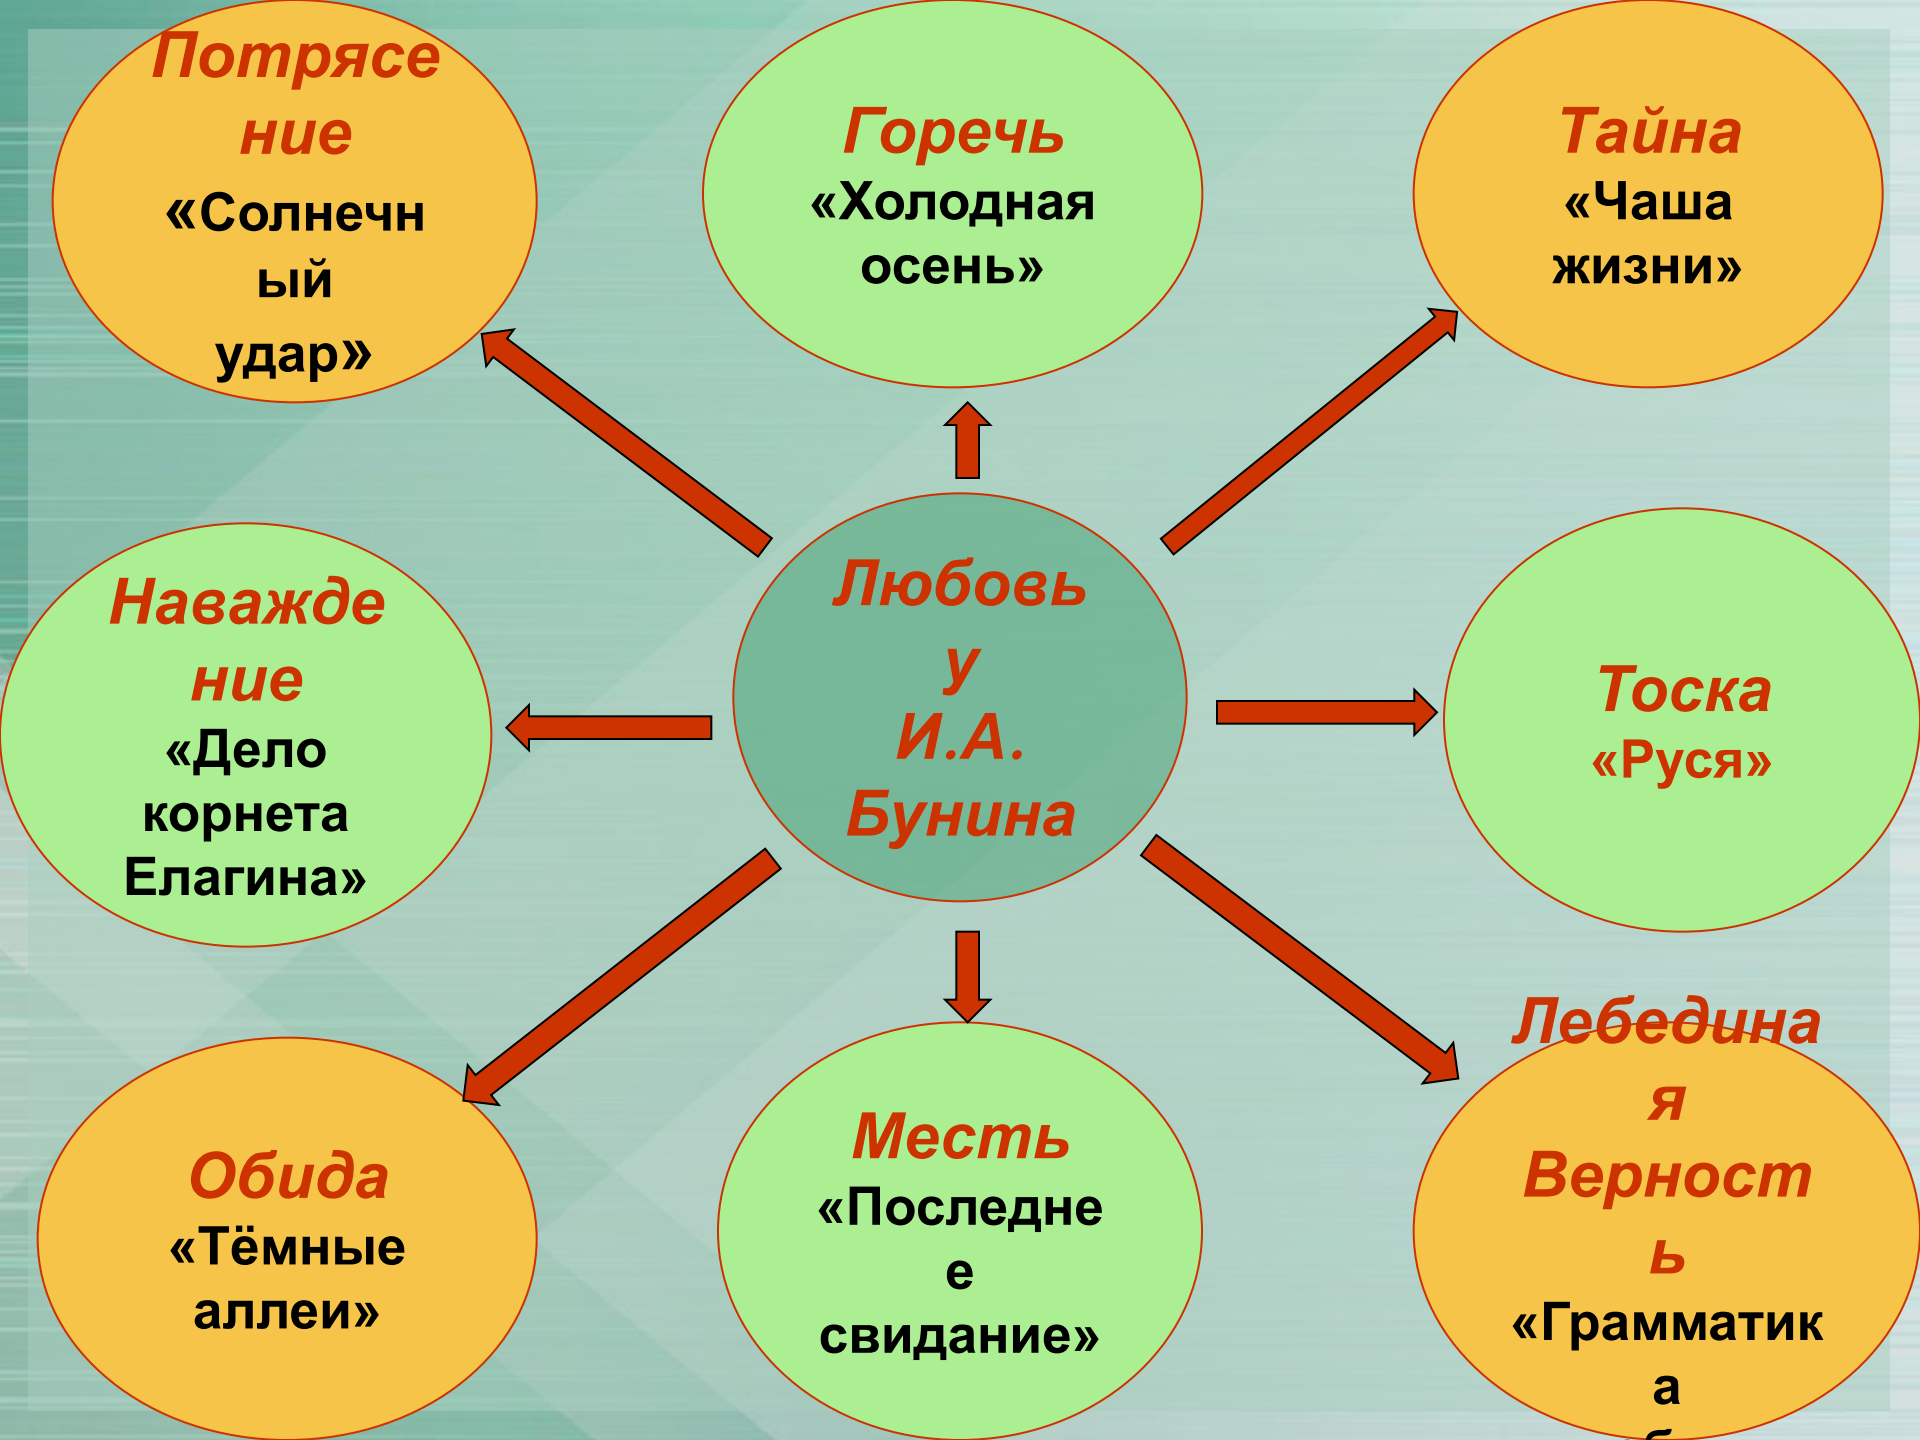 Потрясе
ние
«Солнечн
ый
удар»
Горечь
«Холодная
осень»
Тайна
«Чаша
жизни»
Наважде
ние
«Дело
корнета
Елагина»
Любовь
у
И.А.
Бунина
Тоска
«Руся»
Обида
«Тёмные
аллеи»
Месть
«Последне
е
свидание»
Лебедина
я
Верност
ь
«Грамматик
а